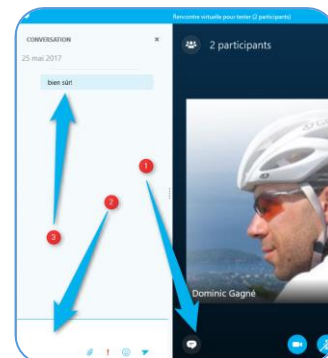 Rencontre virtuelle pour tester (2 participants)
CONVERSATION
×
2 participants
25 mai 2017
bien sûr!
1
2
3
Dominic Gagné
!